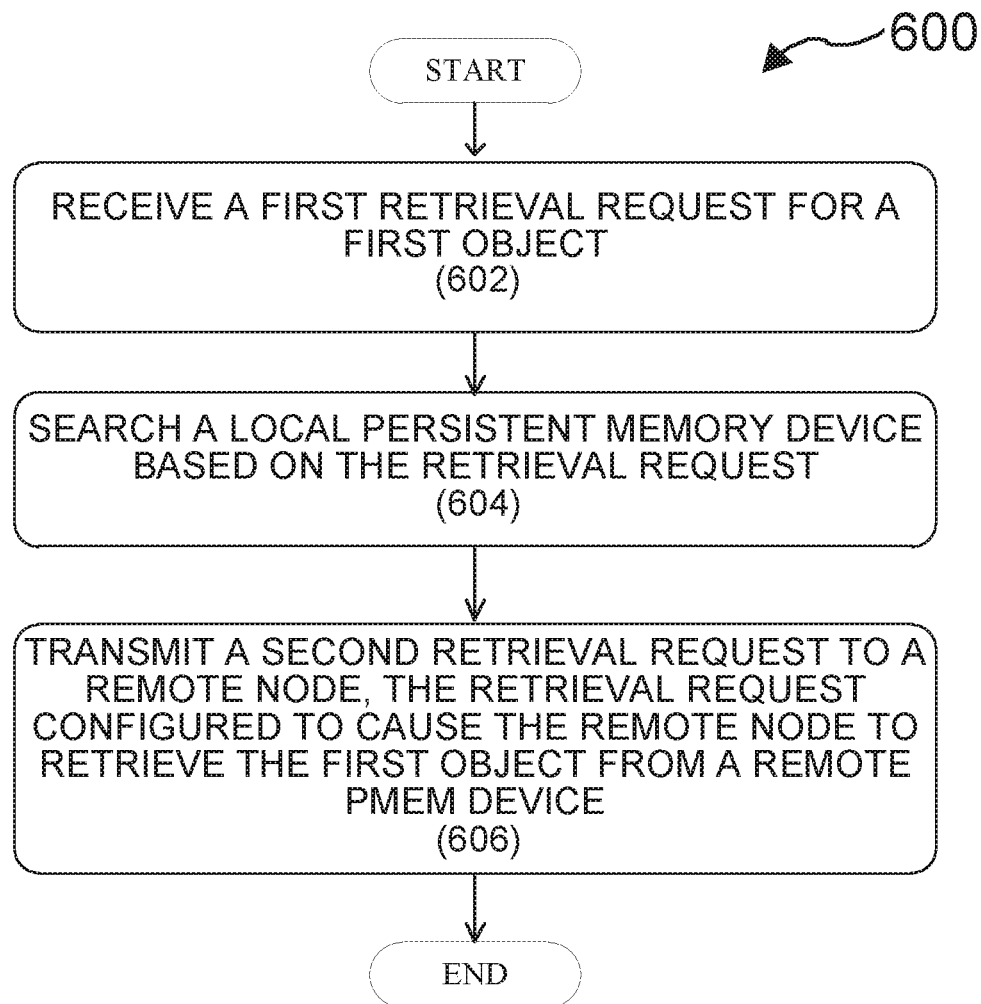 600
START
RECEIVE A FIRST RETRIEVAL REQUEST FOR A
FIRST OBJECT
(602)
SEARCH A LOCAL PERSISTENT MEMORY DEVICE
BASED ON THE RETRIEVAL REQUEST
(604)
TRANSMIT A SECOND RETRIEVAL REQUEST TO A
REMOTE NODE, THE RETRIEVAL REQUEST
CONFIGURED TO CAUSE THE REMOTE NODE TO
RETRIEVE THE FIRST OBJECT FROM A REMOTE
PMEM DEVICE
(606)
END